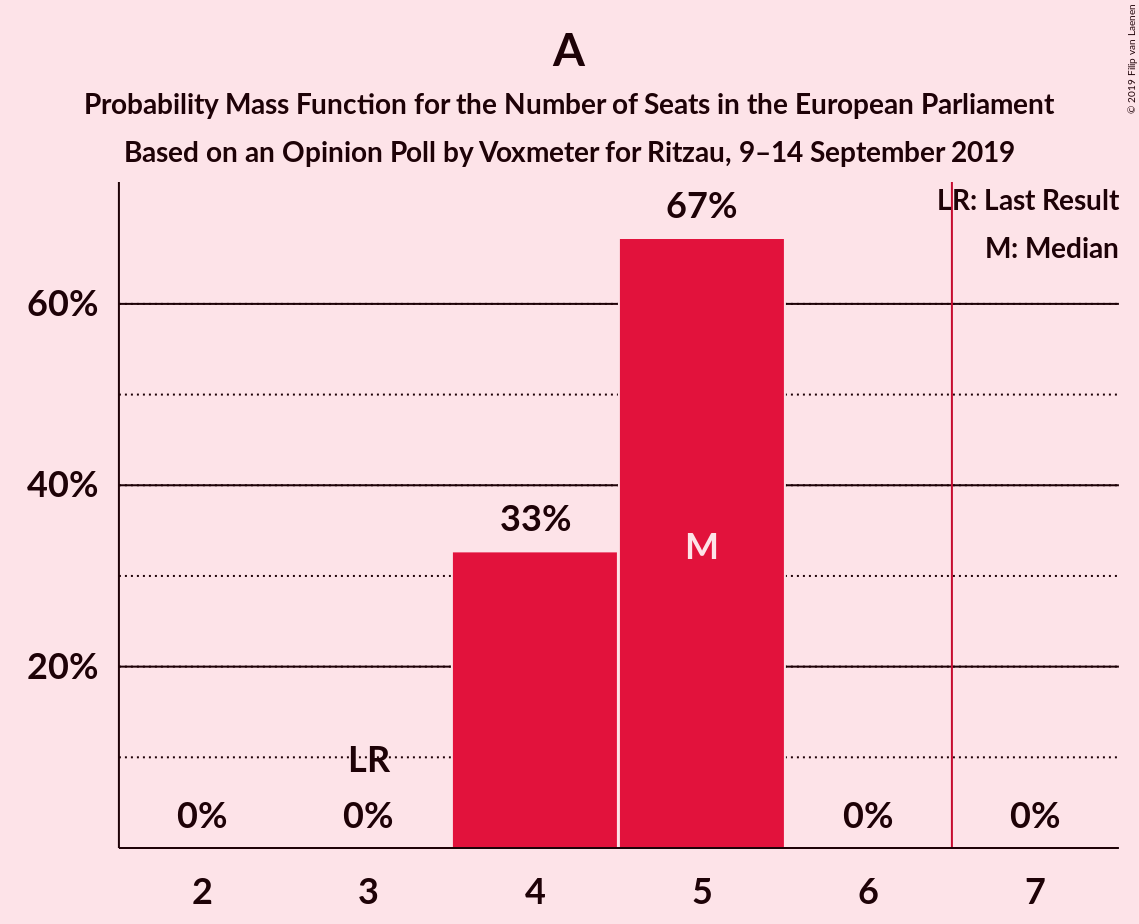 A
Probability Mass Function for the Number of Seats in the European Parliament
Based on an Opinion Poll by Voxmeter for Ritzau, 9–14 September 2019
© 2019 Filip van Laenen
LR: Last Result
M: Median
67%
60%
40%
33%
M
20%
LR
0%
0%
0%
0%
2
3
4
5
6
7